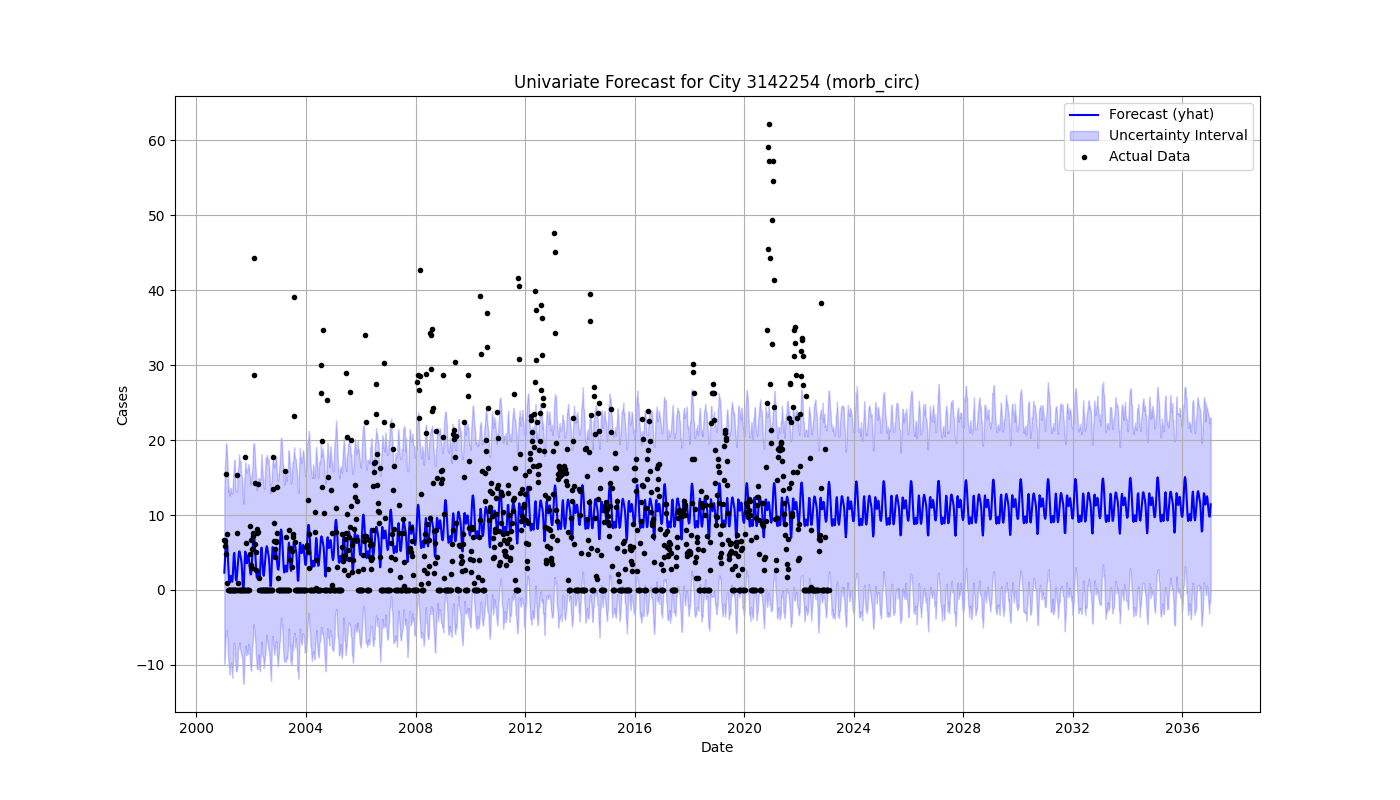 Univariate Forecast for City 3142254 (morb_circ)
Forecast (yhat)
Uncertainty Interval
Actual Data
Cases
60
50
40
30
20
10
0
−10
2000 2004 2008 2012 2016 2020 2024 2028 2032 2036
Date